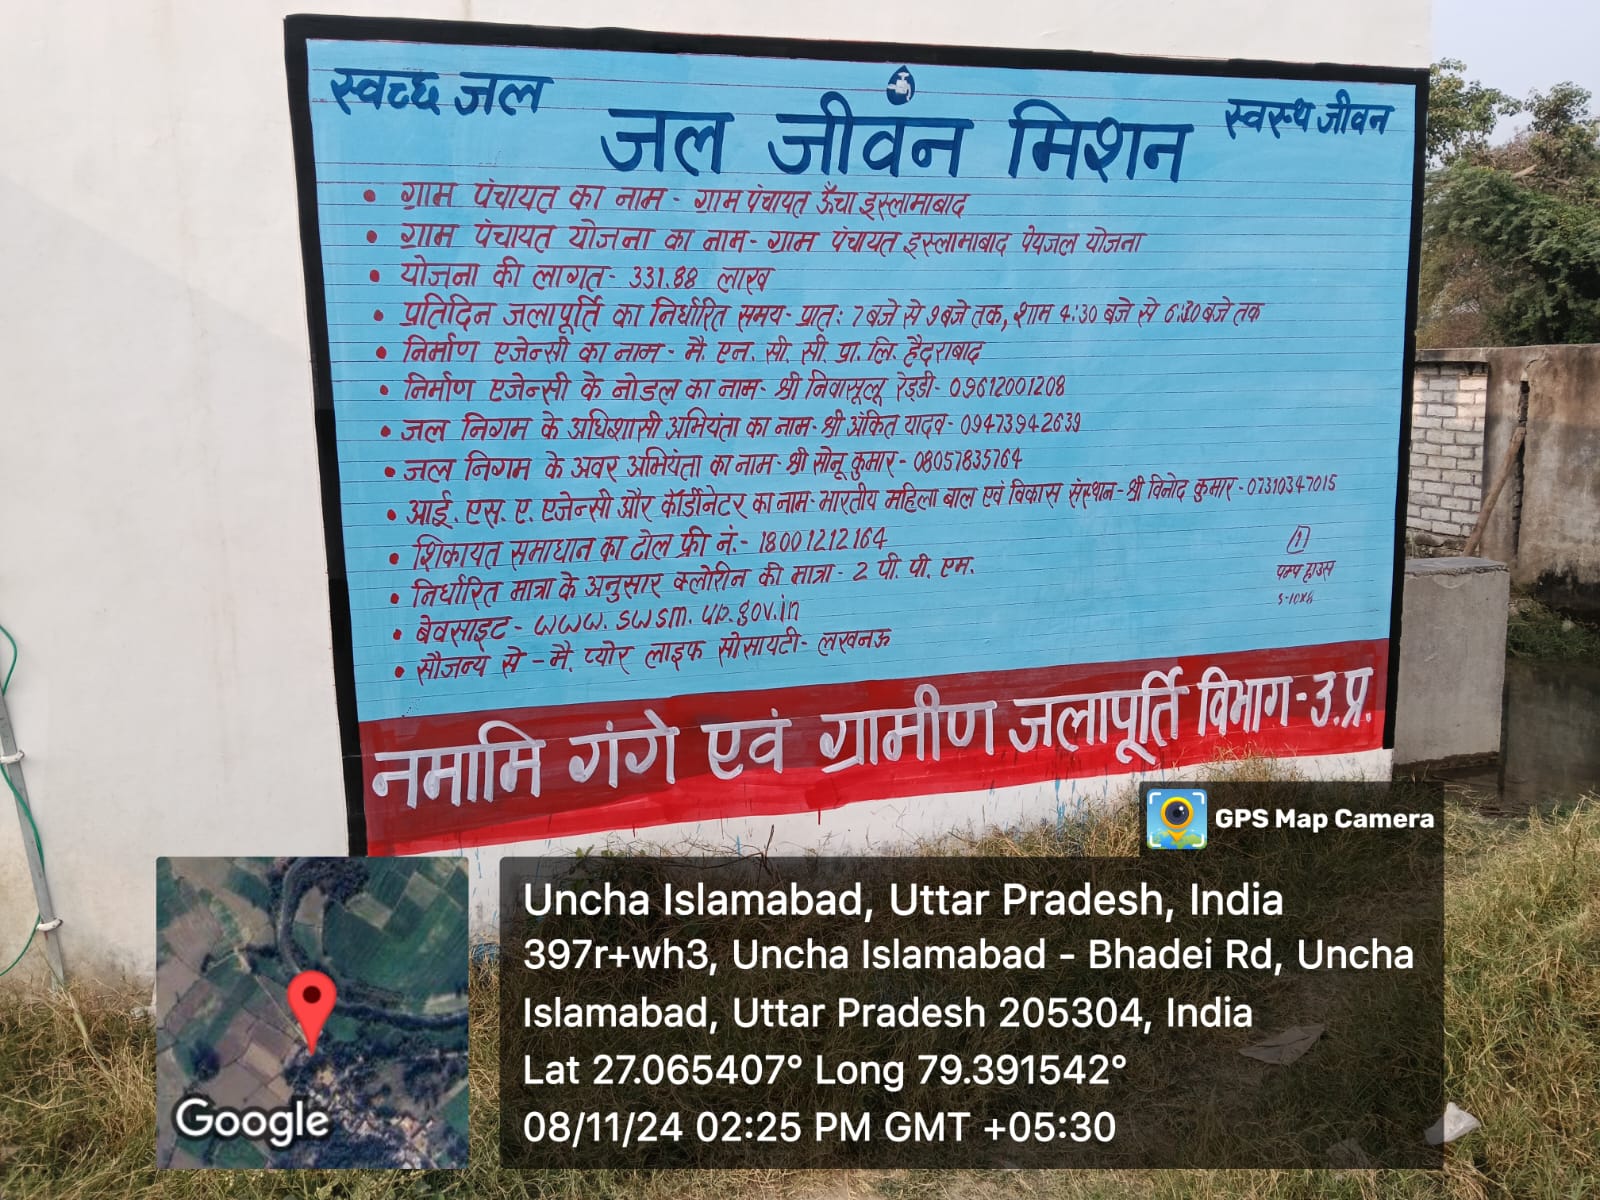 स्वच्छ जल
स्वस्थ जीवन
जल जीवन मिशन
• ग्राम पंचायत का नाम - ग्राम पंचायत ऊँचा इस्लामाबाद
• ग्राम पंचायत योजना का नाम - ग्राम पंचायत इस्लामाबाद पेयजल योजना
• योजना की लागत - 331.88 लाख
• प्रतिदिन जलापूर्ति का निर्धारित समय - प्रातः 7 बजे से 9 बजे तक, शाम 4:30 बजे से 6:30 बजे तक
• निर्माण एजेन्सी का नाम - मै. एन. सी. सी. प्रा. लि. हैदराबाद
• निर्माण एजेन्सी के नोडल का नाम - श्री निवासूलू रेड्डी - 09612001208
• जल निगम के अधिशासी अभियंता का नाम - श्री अंकित यादव - 09473942639
• जल निगम के अवर अभियंता का नाम - श्री सोनू कुमार - 08057835764
• आई. एस. ए. एजेन्सी और कॉर्डीनेटर का नाम - भारतीय महिला बाल एवं विकास संस्थान - श्री विनोद कुमार - 07310347015
• शिकायत समाधान का टोल फ्री नं. - 18001212164
• निर्धारित मात्रा के अनुसार क्लोरीन की मात्रा - 2 पी. पी. एम.
• बेवसाइट - www.swsm.up.gov.in
• सौजन्य से - मै. प्योर लाइफ सोसायटी - लखनऊ
1
पम्प हाउस
5-10x4
नमामि गंगे एवं ग्रामीण जलापूर्ति विभाग - उ.प्र.
GPS Map Camera
Uncha Islamabad, Uttar Pradesh, India
397r+wh3, Uncha Islamabad - Bhadei Rd, Uncha
Islamabad, Uttar Pradesh 205304, India
Lat 27.065407° Long 79.391542°
08/11/24 02:25 PM GMT +05:30
Google